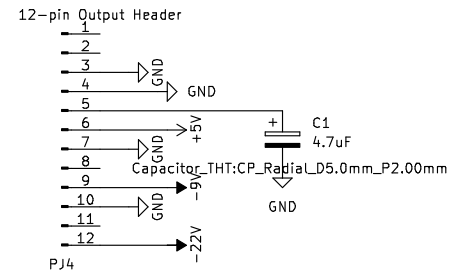 12-pin Output Header
1
2
3 GND
4 GND
5
6 +5V
7 GND
8
9 -9V
10 GND
11
12 -22V
PJ4
+ C1
4.7uF
Capacitor_THT:CP_Radial_D5.0mm_P2.00mm
GND